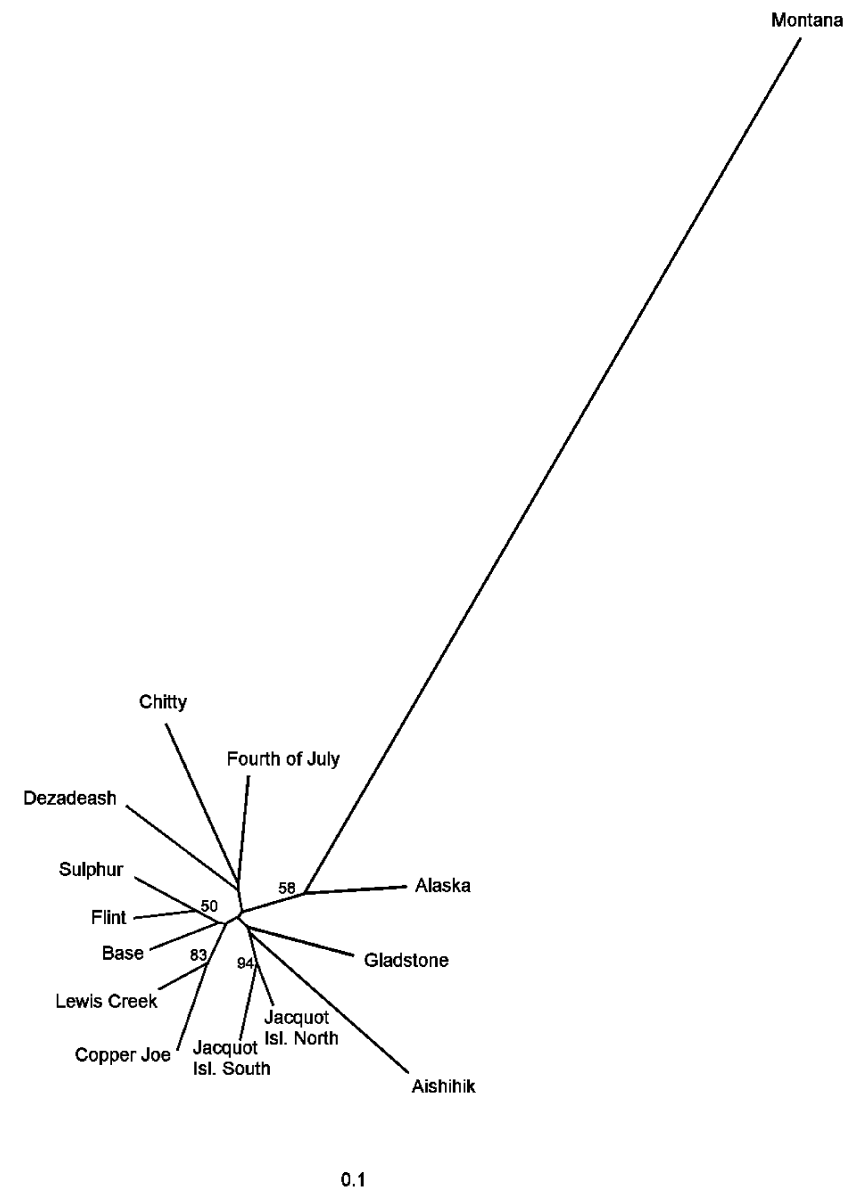 Montana
Chitty
Fourth of July
Dezadeash
Sulphur
50
58
Alaska
Flint
Base
83
94
Gladstone
Lewis Creek
Jacquot
Isl. North
Copper Joe
Jacquot
Isl. South
Aishihik
0.1